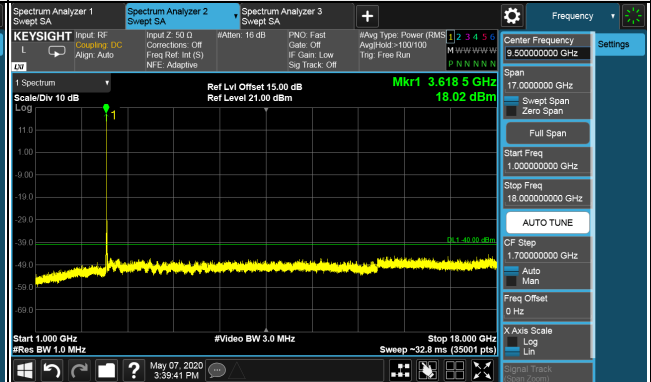 Spectrum Analyzer 1
Swept SA
Spectrum Analyzer 2
Swept SA
Spectrum Analyzer 3
Swept SA
Frequency
KEYSIGHT
L
LXI
Input: RF
Coupling: DC
Align: Auto
Input Z: 50 Ω
Corrections: Off
Freq Ref: Int (S)
NFE: Adaptive
#Atten: 16 dB
PNO: Fast
Gate: Off
IF Gain: Low
Sig Track: Off
#Avg Type: Power (RMS
Avg|Hold:>100/100
Trig: Free Run
1 2 3 4 5 6
M W W W W W
P N N N N N
1 Spectrum
Scale/Div 10 dB
Log
Ref Lvl Offset 15.00 dB
Ref Level 21.00 dBm
Mkr1 3.618 5 GHz
18.02 dBm
1
11.0
1.00
-9.00
-19.0
-29.0
-39.0
-49.0
-59.0
-69.0
DL1 -40.00 dBm
Start 1.000 GHz
#Res BW 1.0 MHz
#Video BW 3.0 MHz
Stop 18.000 GHz
Sweep ~32.8 ms (35001 pts)
May 07, 2020
3:39:41 PM
Center Frequency
9.500000000 GHz
Settings
Span
17.0000000 GHz
Swept Span
Zero Span
Full Span
Start Freq
1.000000000 GHz
Stop Freq
18.000000000 GHz
AUTO TUNE
CF Step
1.700000000 GHz
Auto
Man
Freq Offset
0 Hz
X Axis Scale
Log
Lin
Signal Track
(Span Zoom)